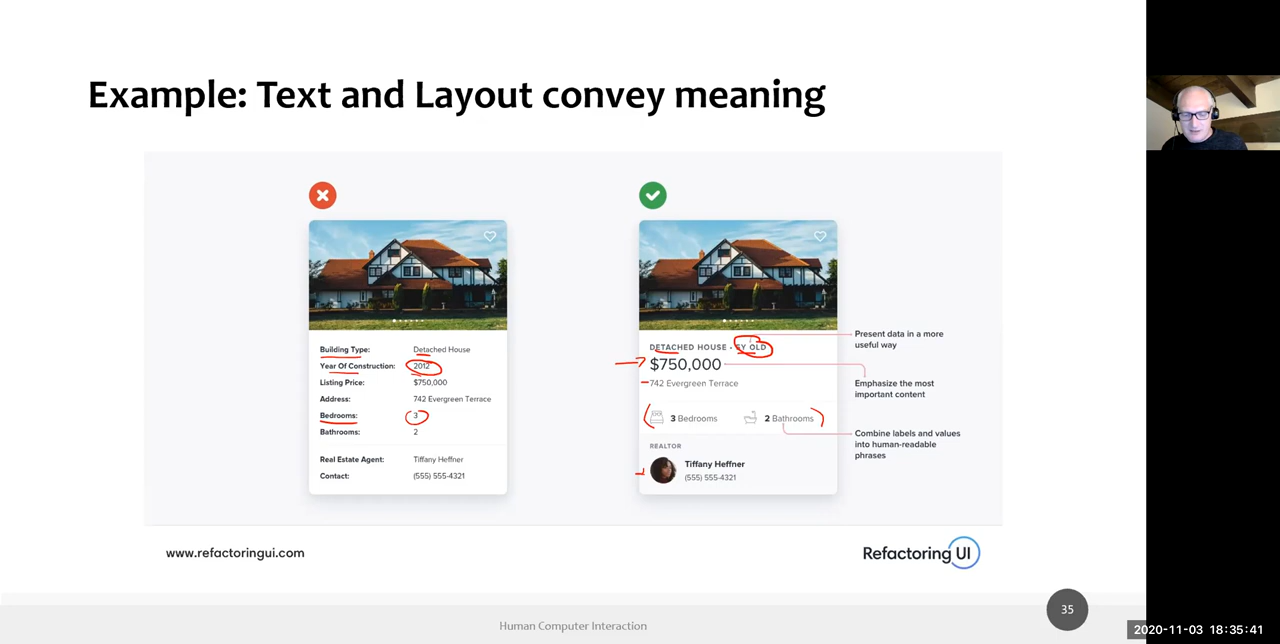 Example: Text and Layout convey meaning
Building Type: Detached House
Year Of Construction: 2012
Listing Price: $750,000
Address: 742 Evergreen Terrace
Bedrooms: 3
Bathrooms: 2
Real Estate Agent: Tiffany Heffner
Contact: (555) 555-4321
DETACHED HOUSE • 5Y OLD
$750,000
742 Evergreen Terrace
3 Bedrooms 2 Bathrooms
REALTOR
Tiffany Heffner
(555) 555-4321
Present data in a more
useful way
Emphasize the most
important content
Combine labels and values
into human-readable
phrases
www.refactoringui.com
Refactoring UI
Human Computer Interaction
35
2020-11-03 18:35:41